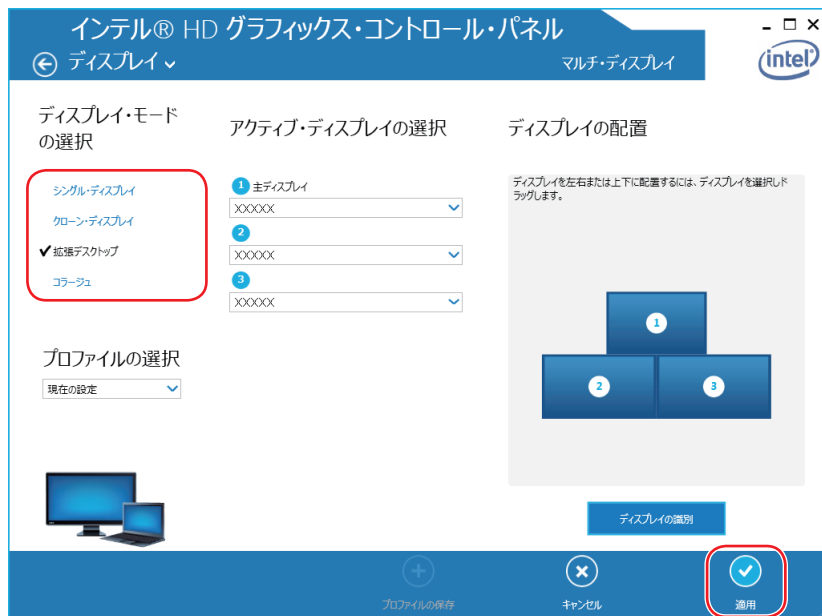 インテル® HD グラフィックス・コントロール・パネル
ディスプレイ
マルチ・ディスプレイ
intel
ディスプレイ・モード
の選択
シングル・ディスプレイ
クローン・ディスプレイ
拡張デスクトップ
コラージュ
プロファイルの選択
現在の設定
アクティブ・ディスプレイの選択
1 主ディスプレイ
XXXXX
2
XXXXX
3
XXXXX
ディスプレイの配置
ディスプレイを左右または上下に配置するには、ディスプレイを選択しド
ラッグします。
1
2 3
ディスプレイの識別
プロファイルの保存
キャンセル
適用